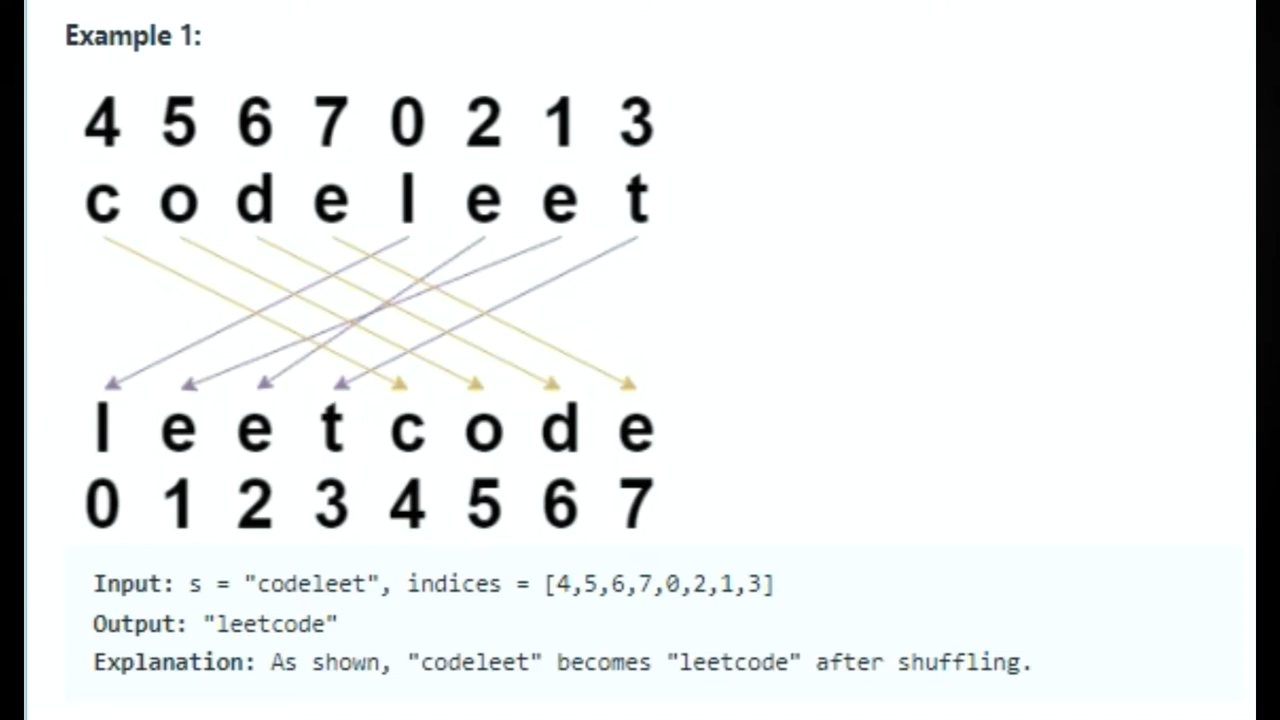 Example 1:
4 5 6 7 0 2 1 3
c o d e l e e t
l e e t c o d e
0 1 2 3 4 5 6 7
Input: s = "codeleet", indices = [4,5,6,7,0,2,1,3]
Output: "leetcode"
Explanation: As shown, "codeleet" becomes "leetcode" after shuffling.